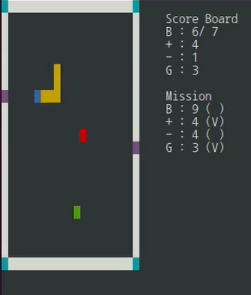 Score Board
B : 6/ 7
+ : 4
- : 1
G : 3
Mission
B : 9 ( )
+ : 4 (V)
- : 4 ( )
G : 3 (V)